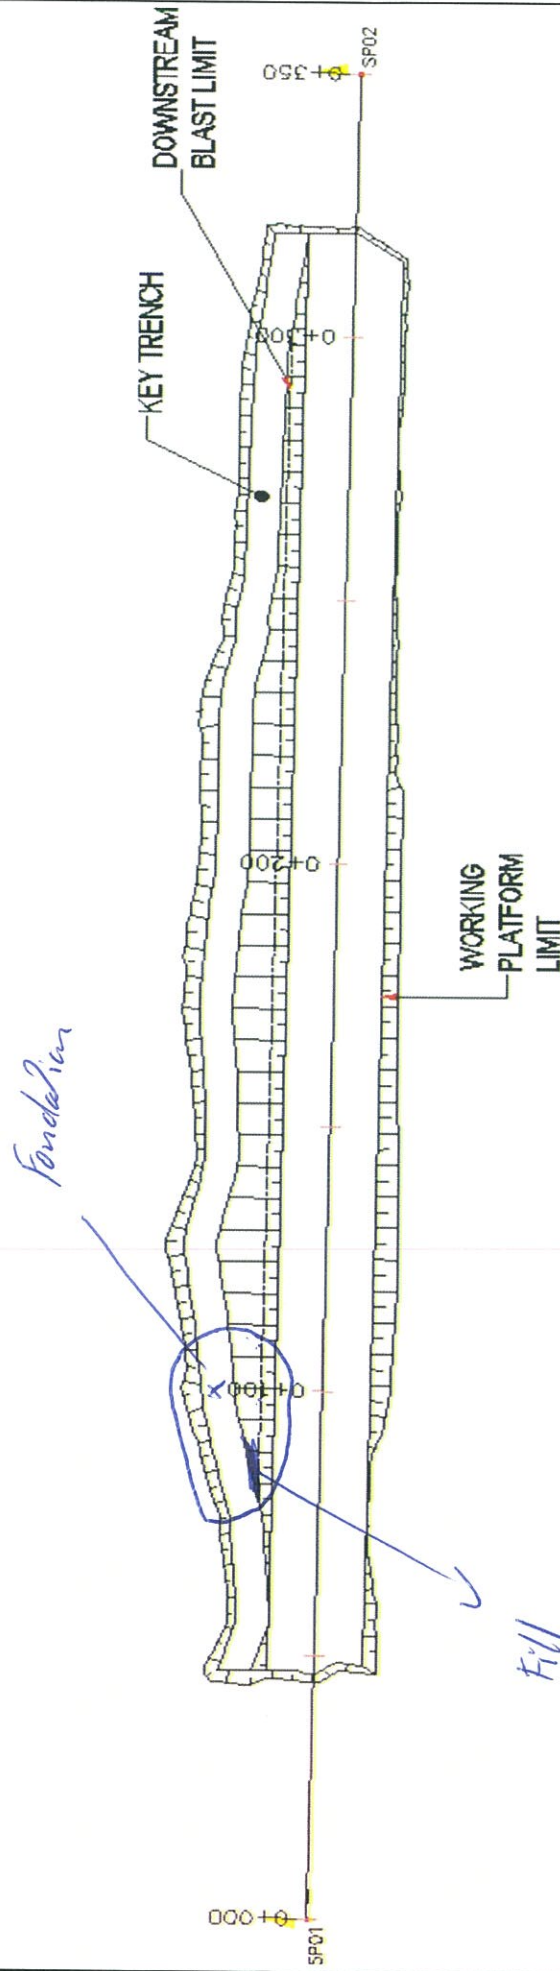 DOWNSTREAM
BLAST LIMIT
0+350
SP02
KEY TRENCH
0+300
0+200
WORKING
PLATFORM
LIMIT
Fondation
x
0+100
Fill
0+000
SP01